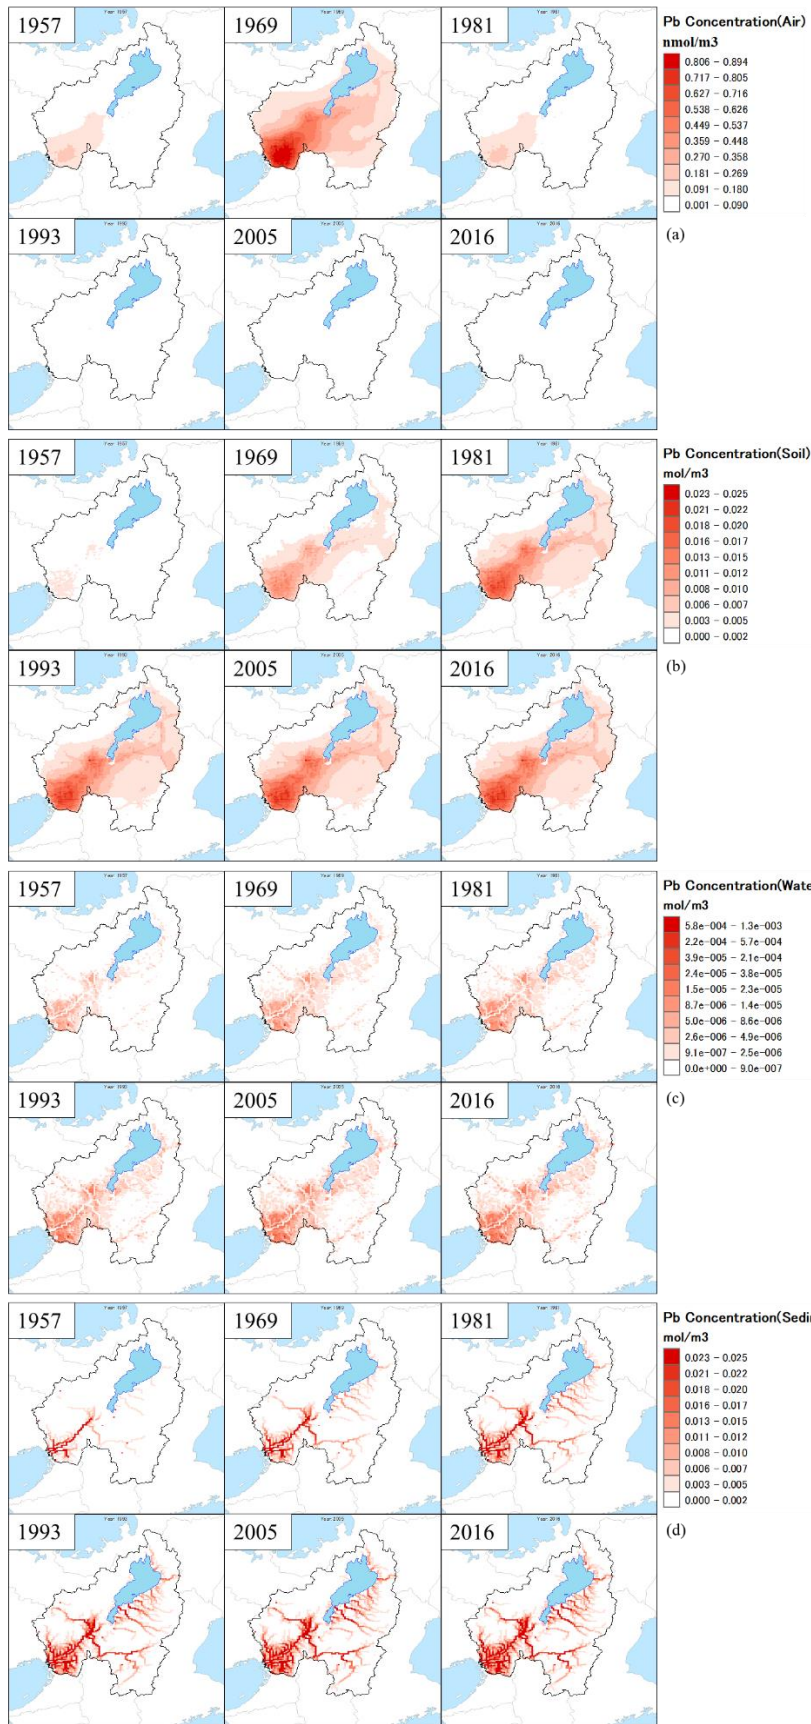 1957
1969
1981
Pb Concentration(Air)
nmol/m3
0.806 - 0.894
0.717 - 0.805
0.627 - 0.716
0.538 - 0.626
0.449 - 0.537
0.359 - 0.448
0.270 - 0.358
0.181 - 0.269
0.091 - 0.180
0.001 - 0.090
1993
2005
2016
(a)
1957
1969
1981
Pb Concentration(Soil)
mol/m3
0.023 - 0.025
0.021 - 0.022
0.018 - 0.020
0.016 - 0.017
0.013 - 0.015
0.011 - 0.012
0.008 - 0.010
0.006 - 0.007
0.003 - 0.005
0.000 - 0.002
1993
2005
2016
(b)
1957
1969
1981
Pb Concentration(Wate
mol/m3
5.8e-004 - 1.3e-003
2.2e-004 - 5.7e-004
3.9e-005 - 2.1e-004
2.4e-005 - 3.8e-005
1.5e-005 - 2.3e-005
8.7e-006 - 1.4e-005
5.0e-006 - 8.6e-006
2.6e-006 - 4.9e-006
9.1e-007 - 2.5e-006
0.0e+000 - 9.0e-007
1993
2005
2016
(c)
1957
1969
1981
Pb Concentration(Sedi
mol/m3
0.023 - 0.025
0.021 - 0.022
0.018 - 0.020
0.016 - 0.017
0.013 - 0.015
0.011 - 0.012
0.008 - 0.010
0.006 - 0.007
0.003 - 0.005
0.000 - 0.002
1993
2005
2016
(d)